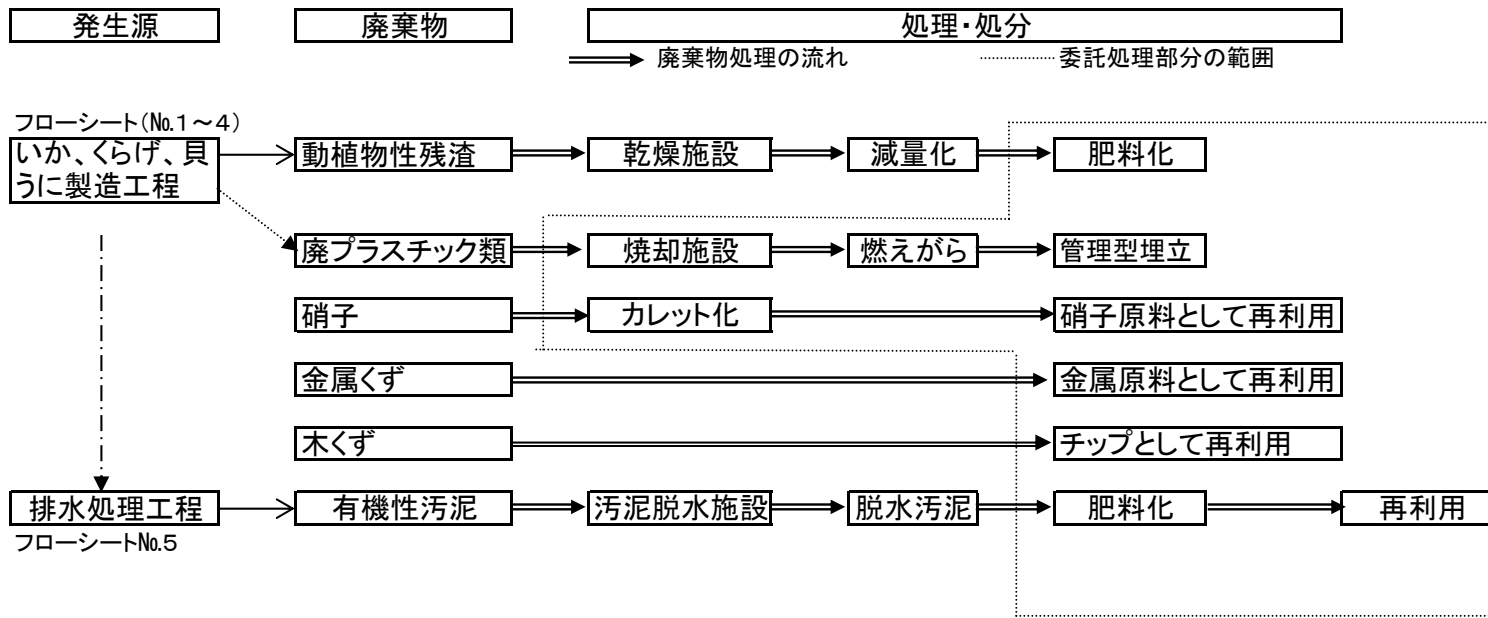 発生源
廃棄物
処理・処分
廃棄物処理の流れ
委託処理部分の範囲
フローシート(№1～4)
いか、くらげ、貝
うに製造工程
動植物性残渣
乾燥施設
減量化
肥料化
廃プラスチック類
焼却施設
燃えがら
管理型埋立
硝子
カレット化
硝子原料として再利用
金属くず
金属原料として再利用
木くず
チップとして再利用
排水処理工程
有機性汚泥
汚泥脱水施設
脱水汚泥
肥料化
再利用
フローシート№5